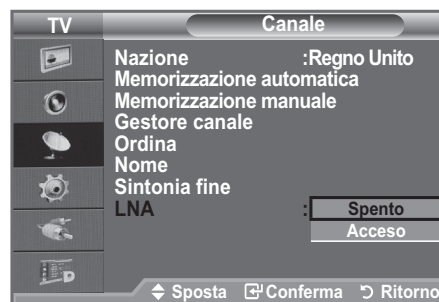 TV Canale
Nazione :Regno Unito
Memorizzazione automatica
Memorizzazione manuale
Gestore canale
Ordina
Nome
Sintonia fine
LNA : Spento
Acceso
Sposta Conferma Ritorno